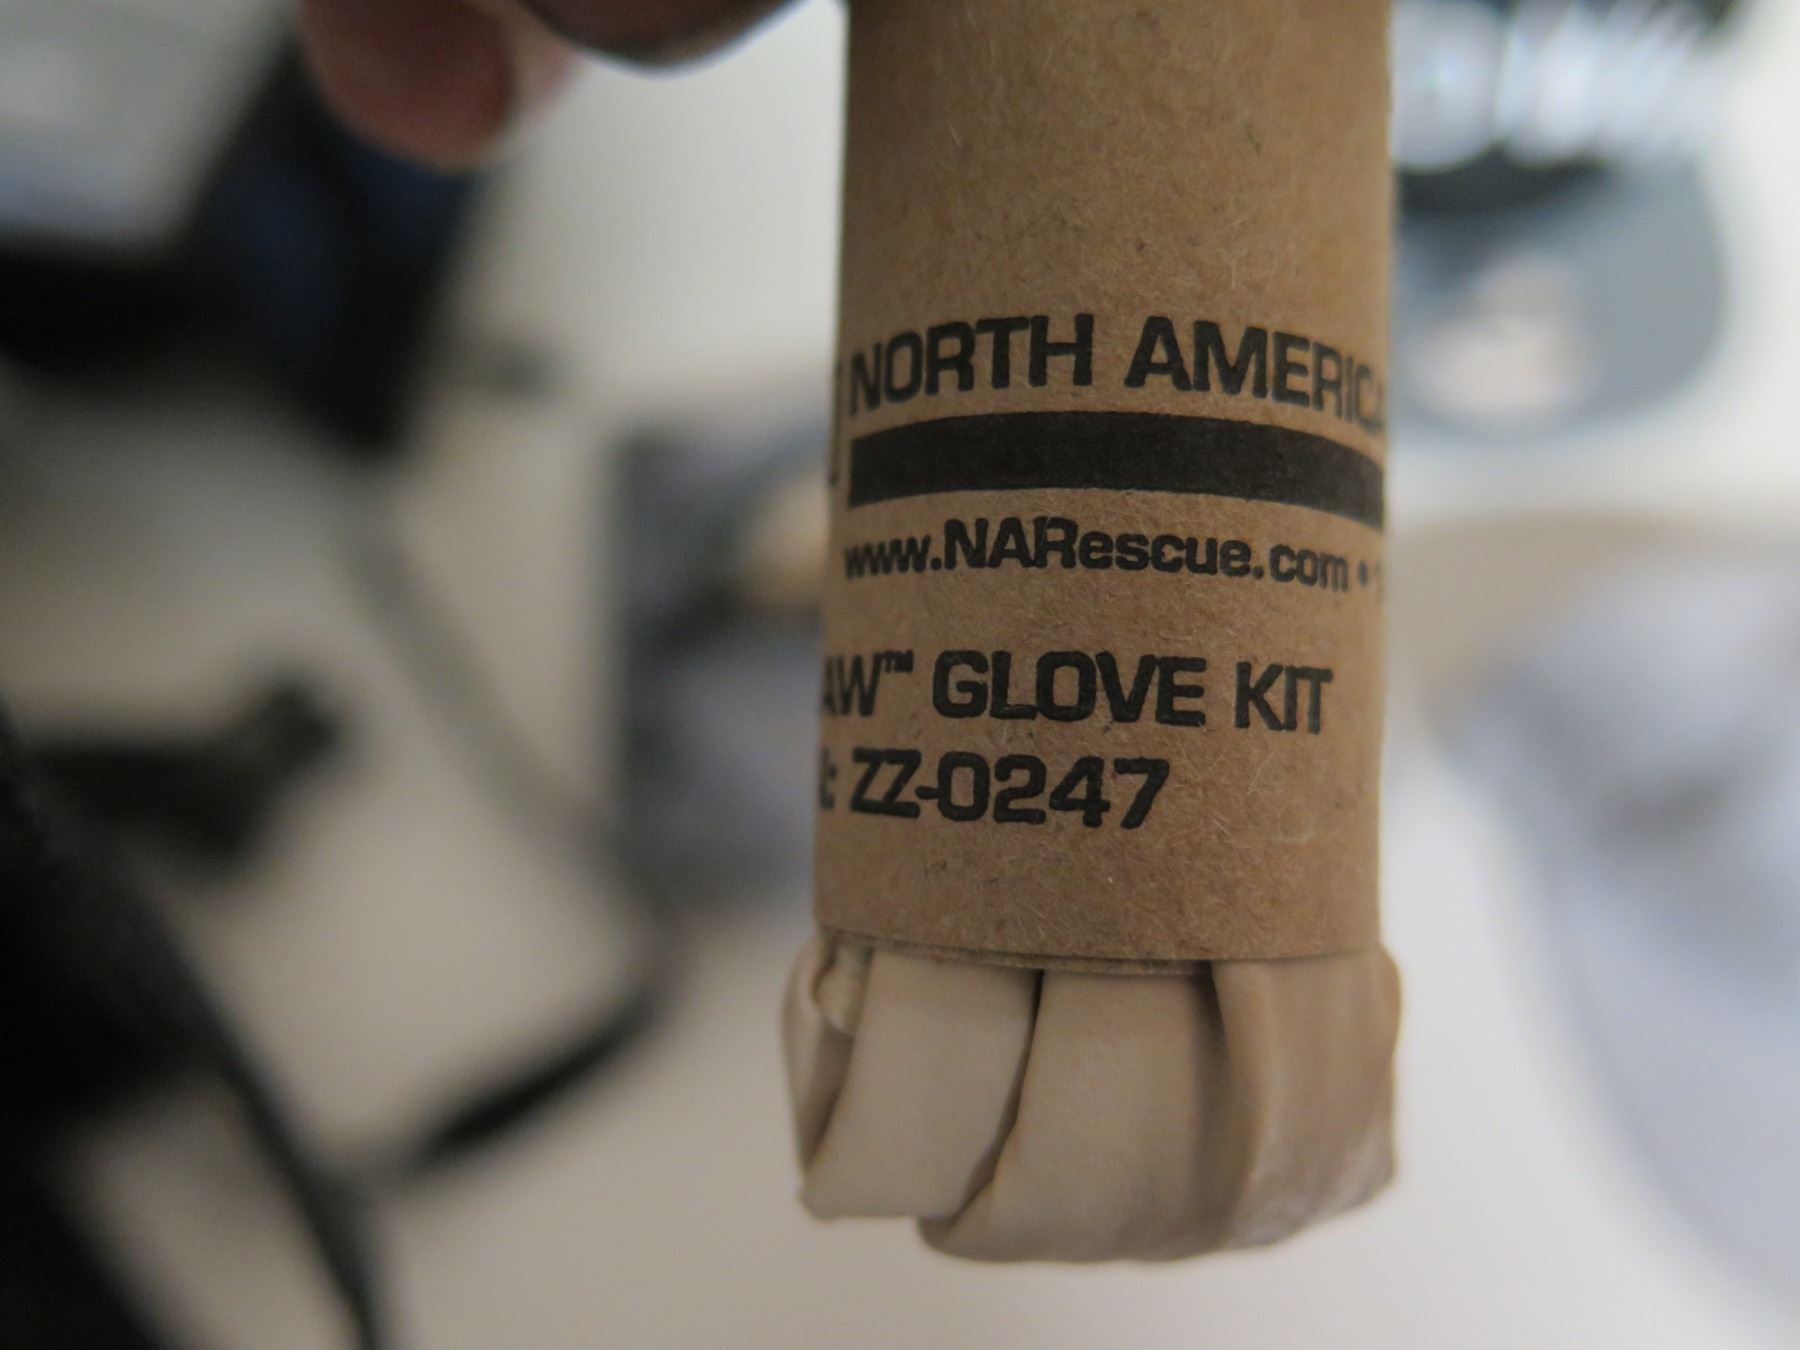 NORTH AMERICA
www.NARescue.com •
AW™ GLOVE KIT
: ZZ-0247